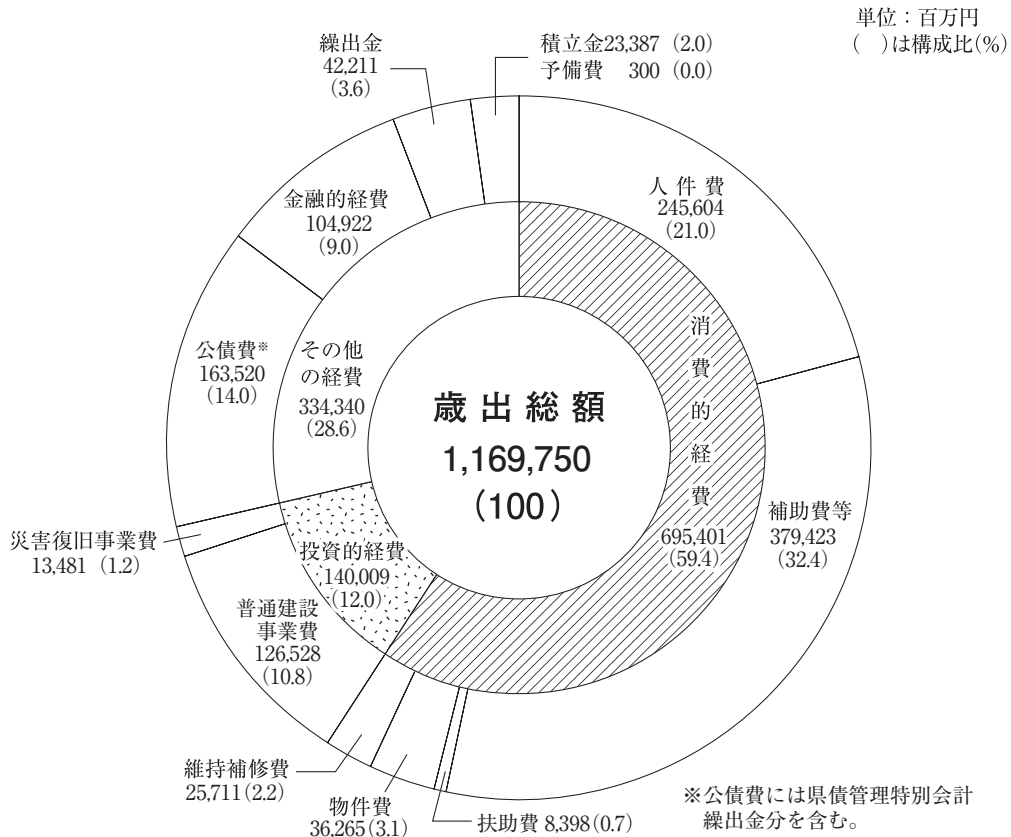 単位：百万円
(　)は構成比(%)
繰出金
42,211
(3.6)
積立金23,387 (2.0)
予備費　300 (0.0)
人 件 費
245,604
(21.0)
金融的経費
104,922
(9.0)
公債費※
163,520
(14.0)
その他
の経費
334,340
(28.6)
歳 出 総 額
1,169,750
(100)
消
費
的
経
費
695,401
(59.4)
補助費等
379,423
(32.4)
災害復旧事業費
13,481 (1.2)
投資的経費
140,009
(12.0)
普通建設
事業費
126,528
(10.8)
維持補修費
25,711(2.2)
物件費
36,265(3.1)
扶助費 8,398(0.7)
※公債費には県債管理特別会計
繰出金分を含む。